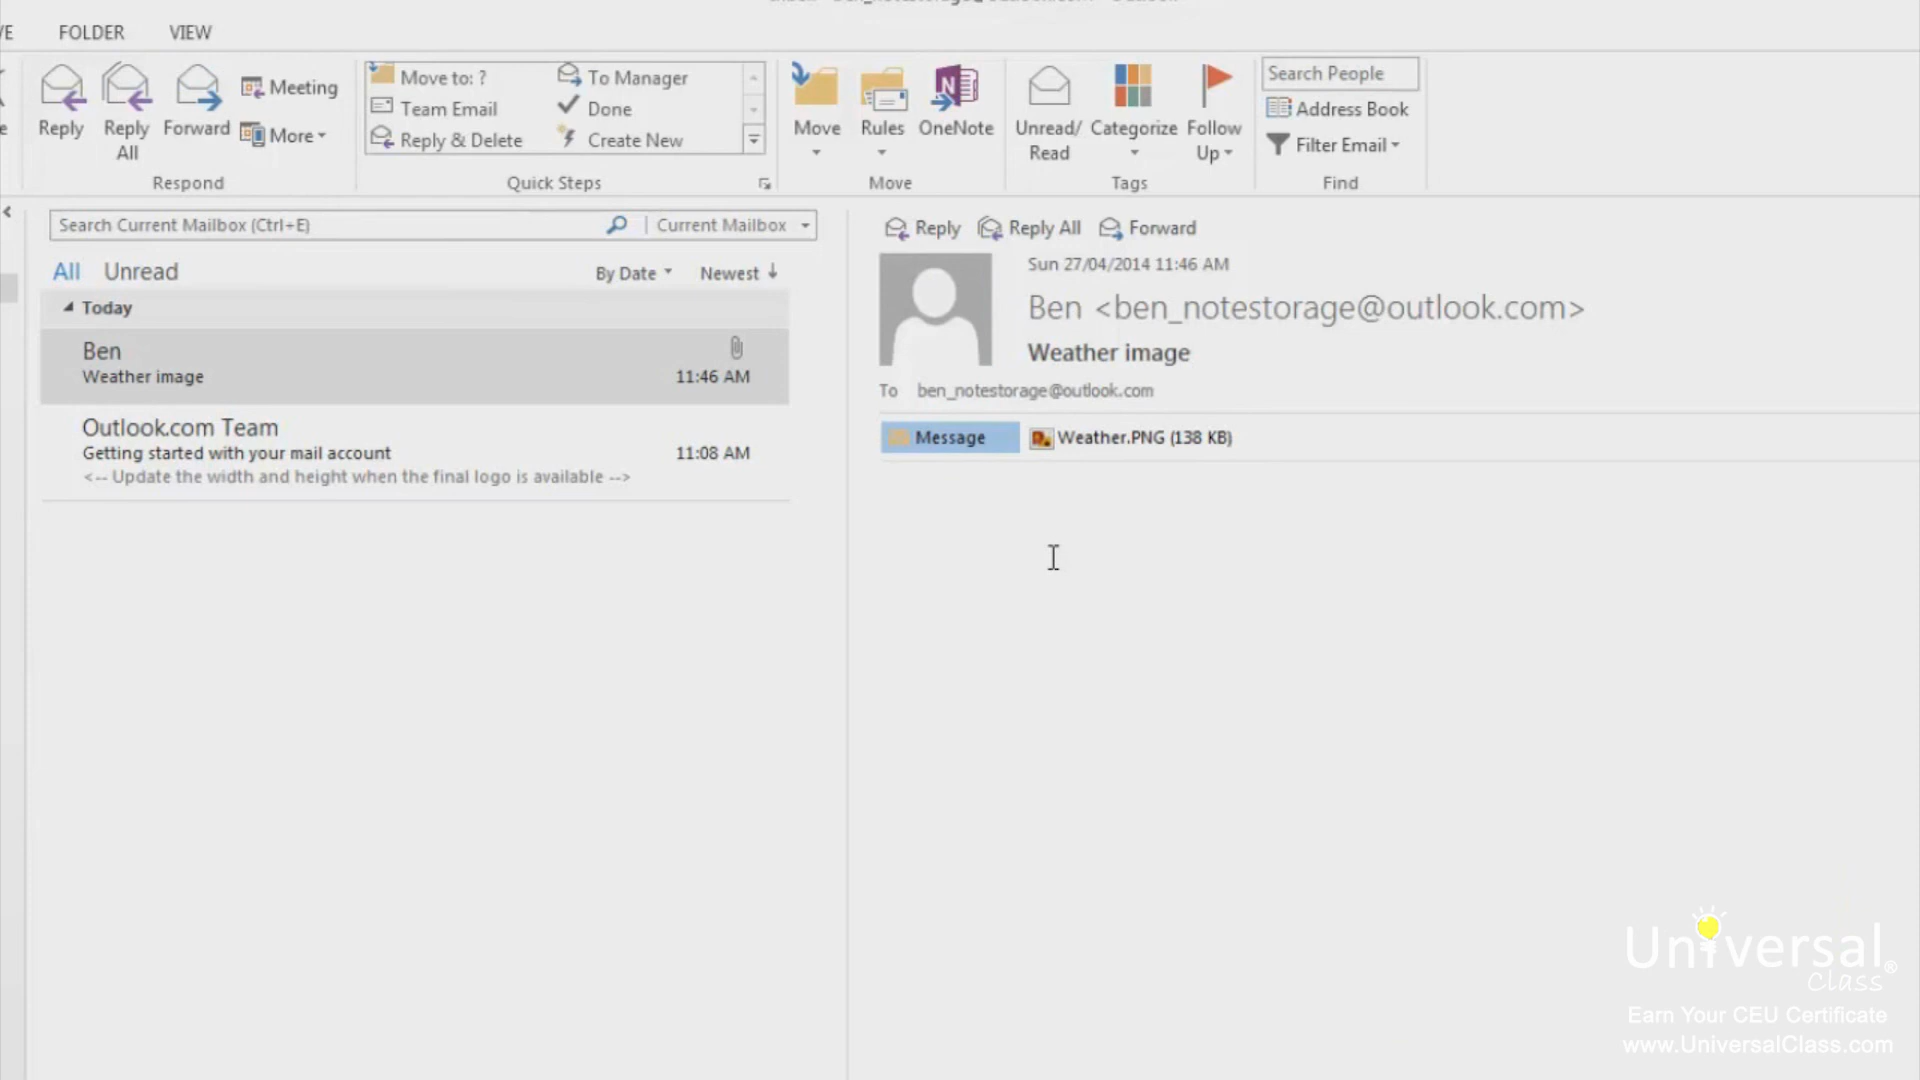 FOLDER VIEW
Reply
Reply All
Forward
Meeting
More
Respond
Move to: ?
Team Email
Reply & Delete
To Manager
Done
Create New
Quick Steps
Move
Rules
OneNote
Move
Unread/ Read
Categorize
Follow Up
Tags
Search People
Address Book
Filter Email
Find
Search Current Mailbox (Ctrl+E)
Current Mailbox
All Unread
By Date Newest
Today
Ben
Weather image 11:46 AM
Outlook.com Team
Getting started with your mail account 11:08 AM
<-- Update the width and height when the final logo is available -->
Reply Reply All Forward
Sun 27/04/2014 11:46 AM
Ben <ben_notestorage@outlook.com>
Weather image
To ben_notestorage@outlook.com
Message Weather.PNG (138 KB)
Universal
Class®
Earn Your CEU Certificate
www.UniversalClass.com